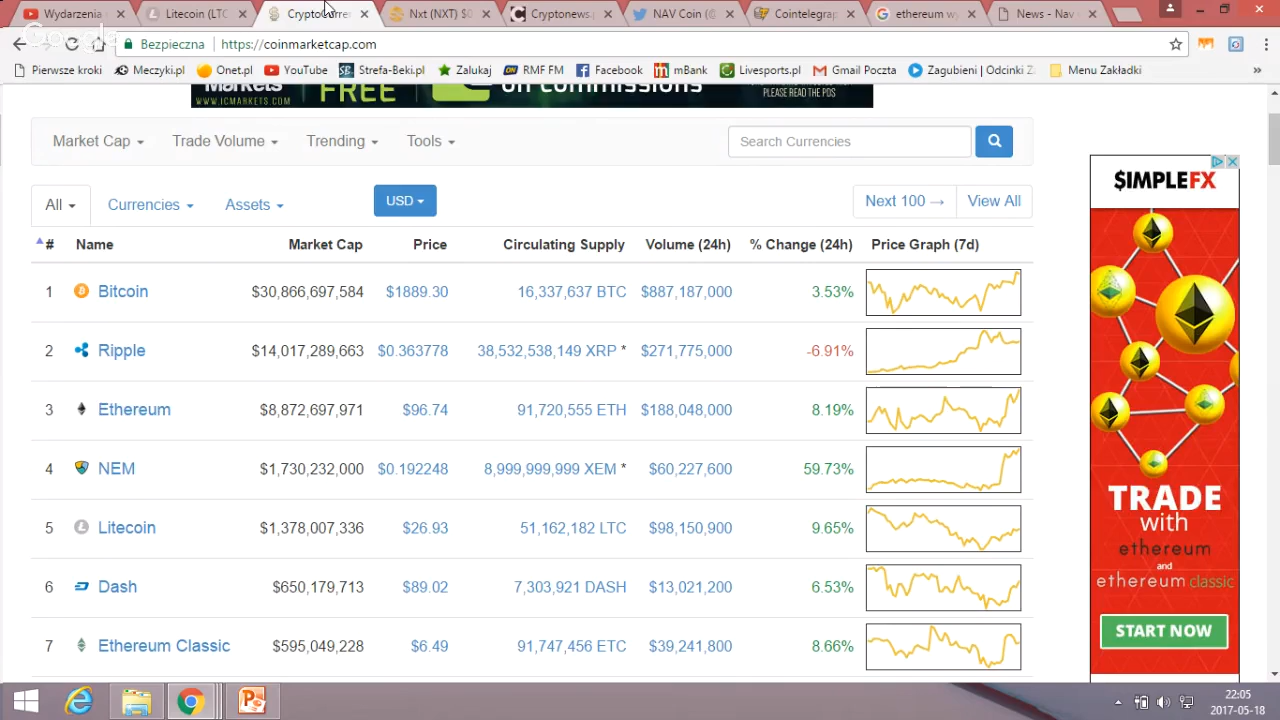 Wydarzenia
Litecoin (LTC
Cryptocurre
Nxt (NXT) $0
Cryptonews.p
NAV Coin (@
Cointelegrap
ethereum wy
News - Nav
Google
Bezpieczna
https://coinmarketcap.com
Pierwsze kroki
Meczyki.pl
Onet.pl
YouTube
Strefa-Beki.pl
Zalukaj
RMF FM
Facebook
mBank
Livesports.pl
Gmail Poczta
Zagubieni | Odcinki
Menu Zakładki
»
Markets
WWW.ICMARKETS.COM
FREE
on commissions
PLEASE READ THE PDS
Market Cap
Trade Volume
Trending
Tools
Search Currencies
All
Currencies
Assets
USD
Next 100 →
View All
# Name Market Cap Price Circulating Supply Volume (24h) % Change (24h) Price Graph (7d)
1 Bitcoin $30,866,697,584 $1889.30 16,337,637 BTC $887,187,000 3.53%
2 Ripple $14,017,289,663 $0.363778 38,532,538,149 XRP * $271,775,000 -6.91%
3 Ethereum $8,872,697,971 $96.74 91,720,555 ETH $188,048,000 8.19%
4 NEM $1,730,232,000 $0.192248 8,999,999,999 XEM * $60,227,600 59.73%
5 Litecoin $1,378,007,336 $26.93 51,162,182 LTC $98,150,900 9.65%
6 Dash $650,179,713 $89.02 7,303,921 DASH $13,021,200 6.53%
7 Ethereum Classic $595,049,228 $6.49 91,747,456 ETC $39,241,800 8.66%
$IMPLEFX
TRADE
with
ethereum
and
ethereum classic
START NOW
22:05
2017-05-18